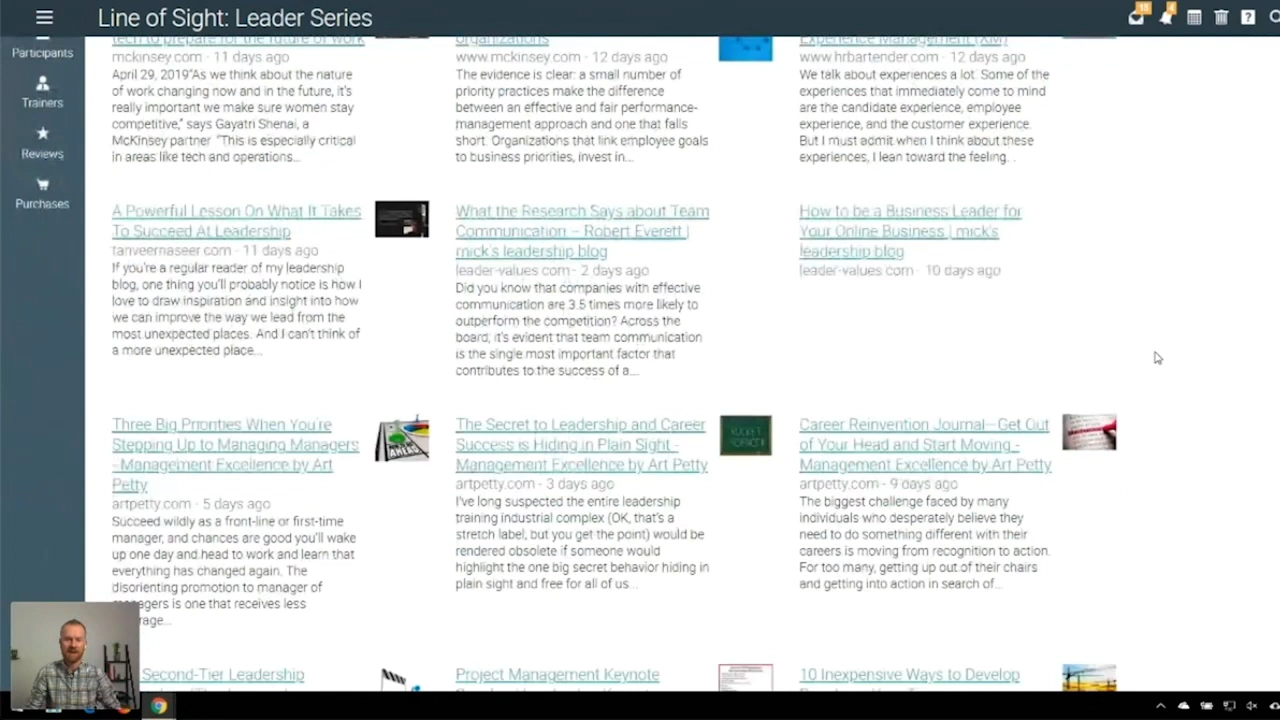 Line of Sight: Leader Series
18
4
?
Participants
Trainers
Reviews
Purchases
tech to prepare for the future of work
mckinsey.com · 11 days ago
April 29, 2019“As we think about the nature
of work changing now and in the future, it's
really important we make sure women stay
competitive,” says Gayatri Shenai, a
McKinsey partner “This is especially critical
in areas like tech and operations...
organizations
www.mckinsey.com · 12 days ago
The evidence is clear: a small number of
priority practices make the difference
between an effective and fair performance-
management approach and one that falls
short. Organizations that link employee goals
to business priorities, invest in...
Experience Management (XM)
www.hrbartender.com · 12 days ago
We talk about experiences a lot. Some of the
experiences that immediately come to mind
are the candidate experience, employee
experience, and the customer experience.
But I must admit when I think about these
experiences, I lean toward the feeling. .
A Powerful Lesson On What It Takes
To Succeed At Leadership
tanveernaseer.com · 11 days ago
If you're a regular reader of my leadership
blog, one thing you'll probably notice is how I
love to draw inspiration and insight into how
we can improve the way we lead from the
most unexpected places. And I can't think of
a more unexpected place...
What the Research Says about Team
Communication – Robert Everett |
mick's leadership blog
leader-values.com · 2 days ago
Did you know that companies with effective
communication are 3.5 times more likely to
outperform the competition? Across the
board, it's evident that team communication
is the single most important factor that
contributes to the success of a...
How to be a Business Leader for
Your Online Business | mick's
leadership blog
leader-values.com · 10 days ago
Three Big Priorities When You're
Stepping Up to Managing Managers
- Management Excellence by Art
Petty
artpetty.com · 5 days ago
Succeed wildly as a front-line or first-time
manager, and chances are good you'll wake
up one day and head to work and learn that
everything has changed again. The
disorienting promotion to manager of
managers is one that receives less
AHEAD
The Secret to Leadership and Career
Success is Hiding in Plain Sight -
Management Excellence by Art Petty
artpetty.com · 3 days ago
I've long suspected the entire leadership
training industrial complex (OK, that's a
stretch label, but you get the point) would be
rendered obsolete if someone would
highlight the one big secret behavior hiding in
plain sight and free for all of us...
Career Reinvention Journal—Get Out
of Your Head and Start Moving -
Management Excellence by Art Petty
artpetty.com · 9 days ago
The biggest challenge faced by many
individuals who desperately believe they
need to do something different with their
careers is moving from recognition to action.
For too many, getting up out of their chairs
and getting into action in search of...
Second-Tier Leadership
Project Management Keynote
10 Inexpensive Ways to Develop